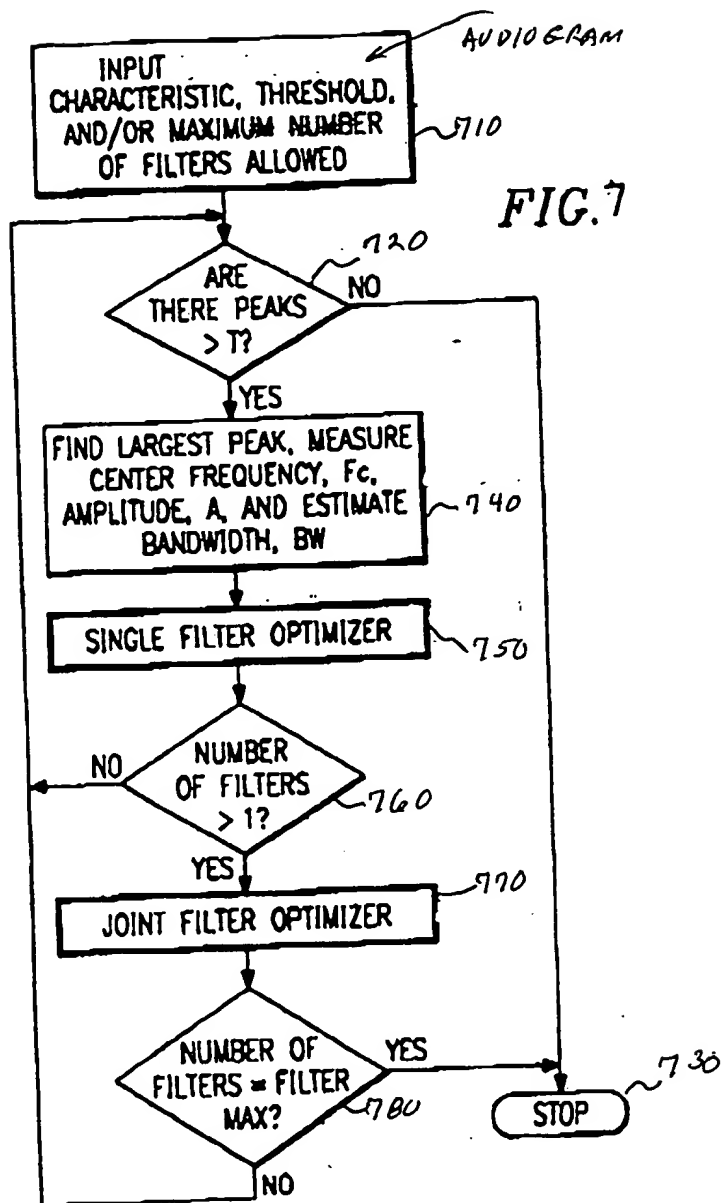 AUDIOGRAM
INPUT
CHARACTERISTIC, THRESHOLD,
AND/OR MAXIMUM NUMBER
OF FILTERS ALLOWED
710
FIG.7
720
ARE
THERE PEAKS
> T?
NO
YES
FIND LARGEST PEAK, MEASURE
CENTER FREQUENCY, Fc,
AMPLITUDE, A, AND ESTIMATE
BANDWIDTH, BW
740
SINGLE FILTER OPTIMIZER
750
NUMBER
OF FILTERS
> 1?
NO
760
YES
770
JOINT FILTER OPTIMIZER
NUMBER OF
FILTERS = FILTER
MAX?
YES
780
730
STOP
NO